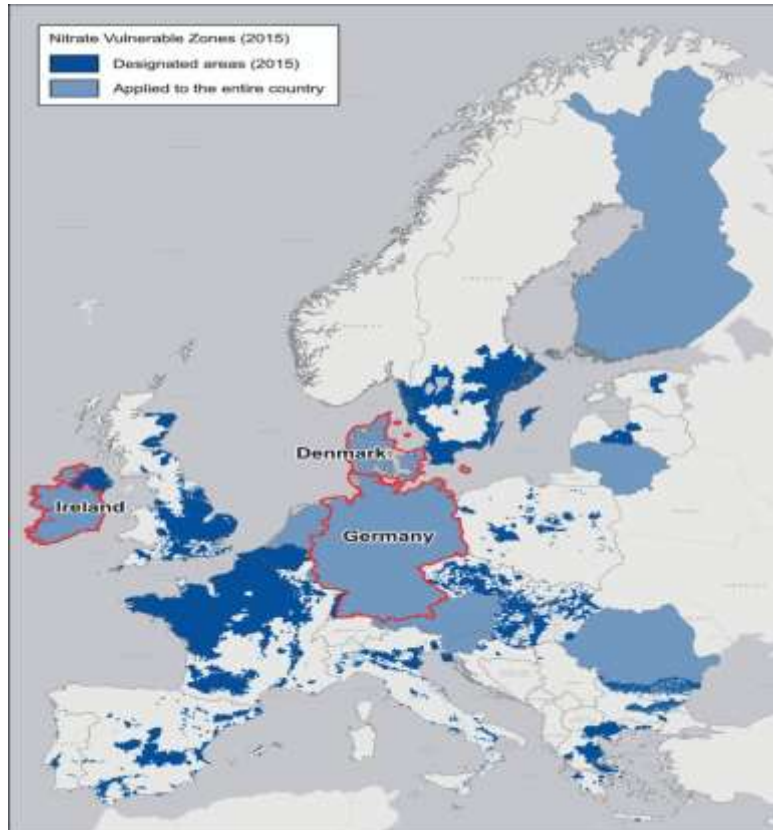 Nitrate Vulnerable Zones (2015)
Designated areas (2015)
Applied to the entire country
Denmark
Ireland
Germany